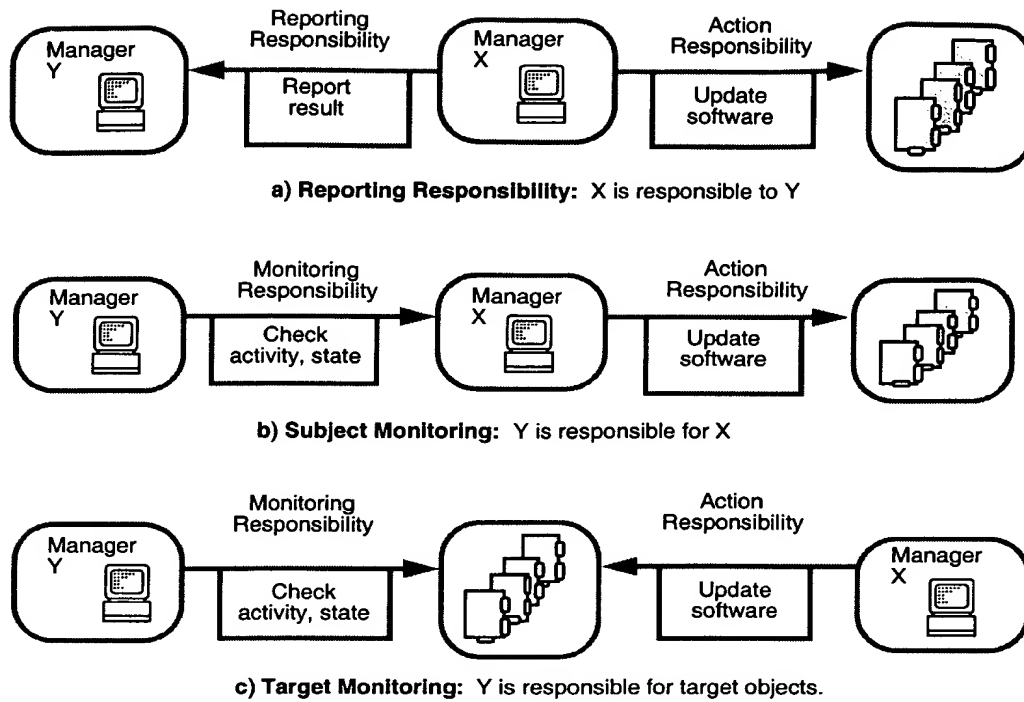 Manager
Y
Reporting
Responsibility
Report
result
Manager
X
Action
Responsibility
Update
software
a) Reporting Responsibility: X is responsible to Y
Manager
Y
Monitoring
Responsibility
Check
activity, state
Manager
X
Action
Responsibility
Update
software
b) Subject Monitoring: Y is responsible for X
Manager
Y
Monitoring
Responsibility
Check
activity, state
Action
Responsibility
Update
software
Manager
X
c) Target Monitoring: Y is responsible for target objects.